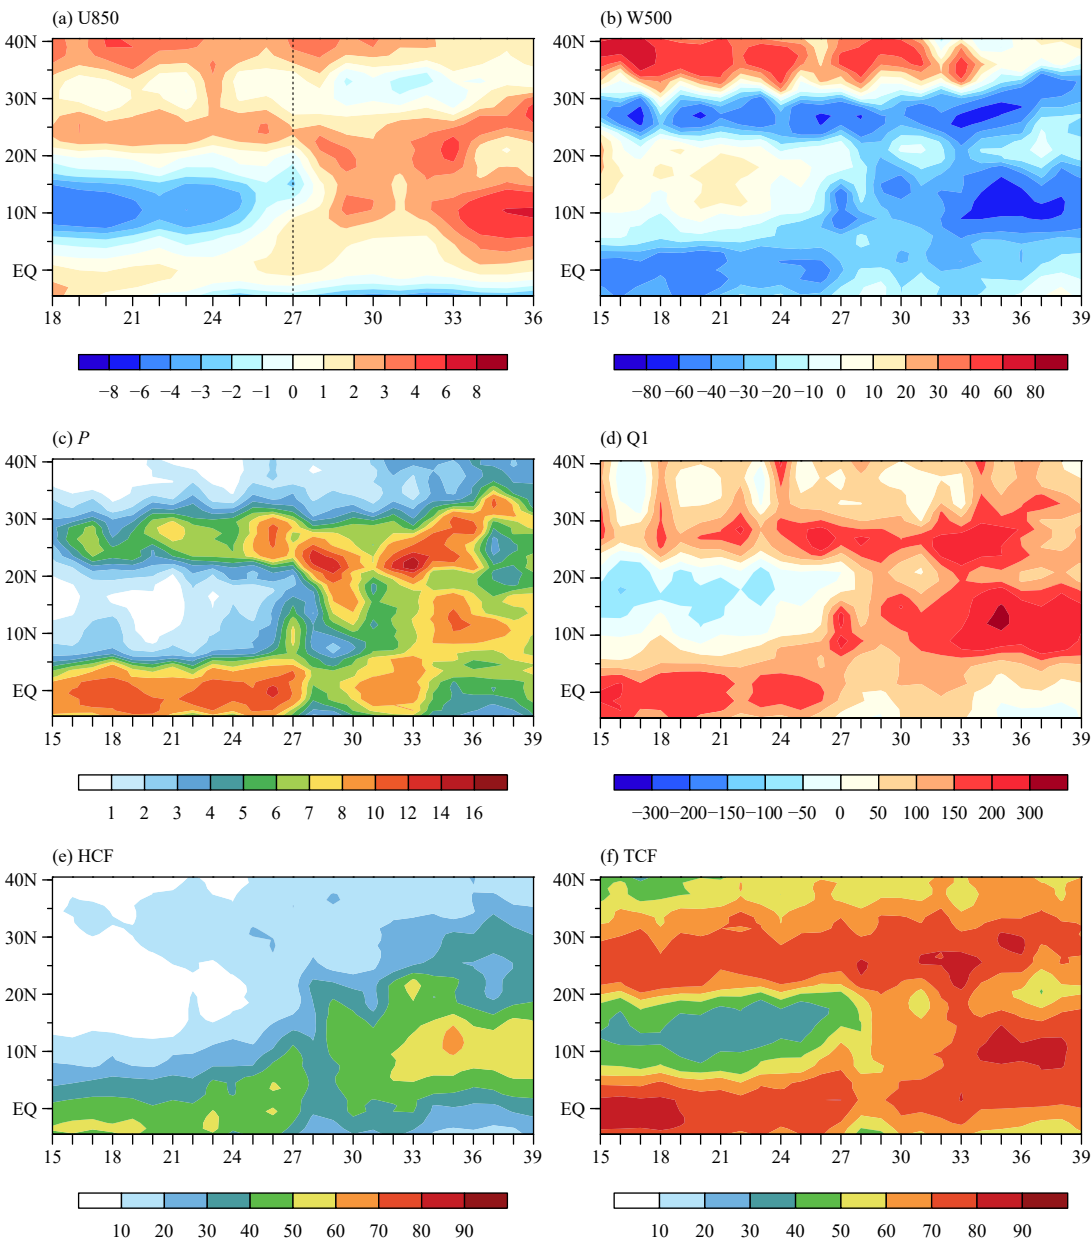 (a) U850
(b) W500
40N
30N
20N
10N
EQ
18 21 24 27 30 33 36
40N
30N
20N
10N
EQ
15 18 21 24 27 30 33 36 39
−8 −6 −4 −3 −2 −1 0 1 2 3 4 6 8
−80 −60 −40 −30 −20 −10 0 10 20 30 40 60 80
(c) P
(d) Q1
40N
30N
20N
10N
EQ
15 18 21 24 27 30 33 36 39
40N
30N
20N
10N
EQ
15 18 21 24 27 30 33 36 39
1 2 3 4 5 6 7 8 10 12 14 16
−300 −200 −150 −100 −50 0 50 100 150 200 300
(e) HCF
(f) TCF
40N
30N
20N
10N
EQ
15 18 21 24 27 30 33 36 39
40N
30N
20N
10N
EQ
15 18 21 24 27 30 33 36 39
10 20 30 40 50 60 70 80 90
10 20 30 40 50 60 70 80 90